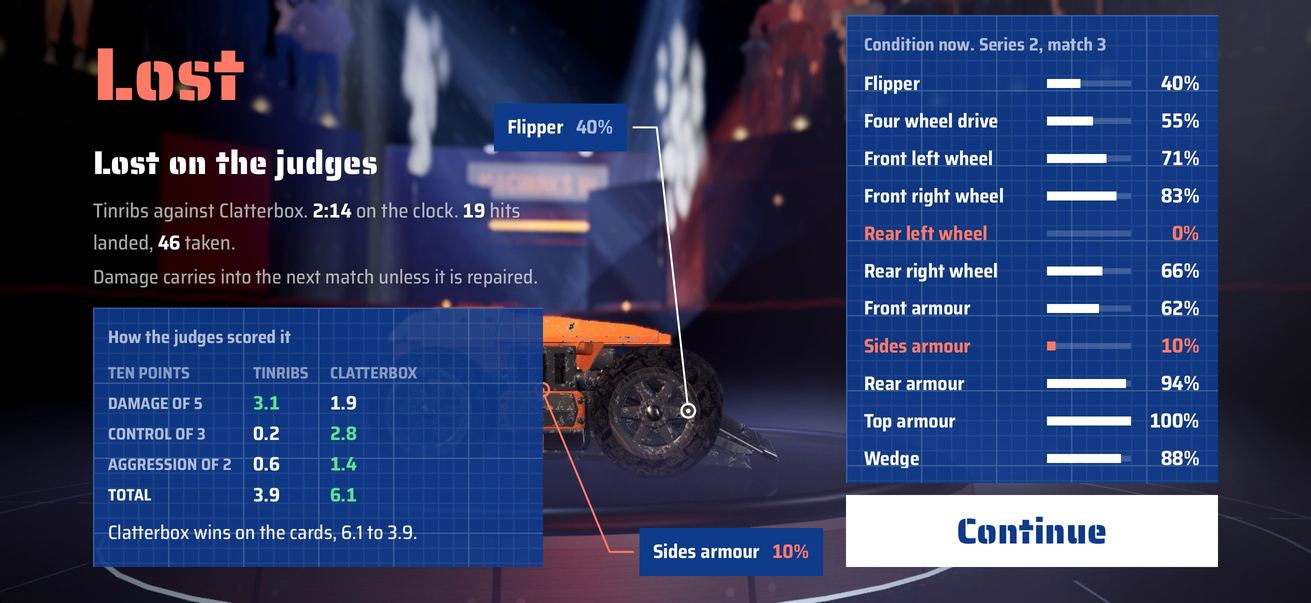 Lost
Lost on the judges
Tinribs against Clatterbox. 2:14 on the clock. 19 hits
landed, 46 taken.
Damage carries into the next match unless it is repaired.
How the judges scored it
TEN POINTS TINRIBS CLATTERBOX
DAMAGE OF 5 3.1 1.9
CONTROL OF 3 0.2 2.8
AGGRESSION OF 2 0.6 1.4
TOTAL 3.9 6.1
Clatterbox wins on the cards, 6.1 to 3.9.
Flipper 40%
Sides armour 10%
Condition now. Series 2, match 3
Flipper 40%
Four wheel drive 55%
Front left wheel 71%
Front right wheel 83%
Rear left wheel 0%
Rear right wheel 66%
Front armour 62%
Sides armour 10%
Rear armour 94%
Top armour 100%
Wedge 88%
Continue